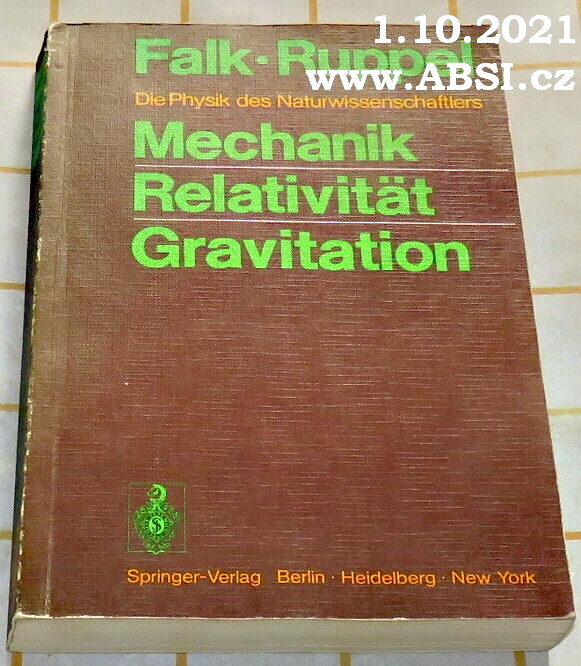 1.10.2021
www.ABSI.cz
Falk · Ruppel
Die Physik des Naturwissenschaftlers
Mechanik
Relativität
Gravitation
Springer-Verlag Berlin · Heidelberg · New York